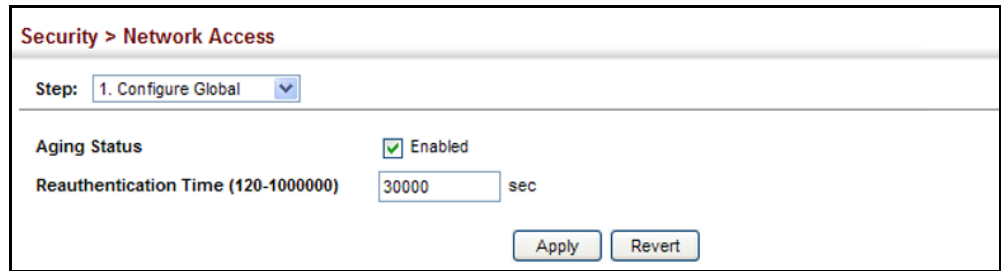 Security > Network Access
Step: 1. Configure Global
Aging Status Enabled
Reauthentication Time (120-1000000) 30000 sec
Apply Revert